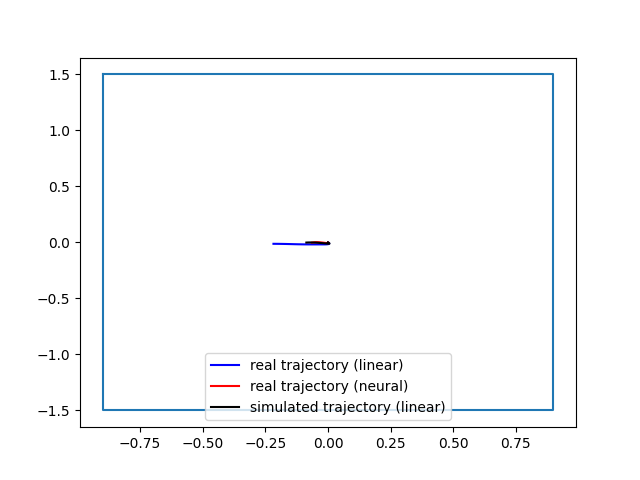 1.5
1.0
0.5
0.0
−0.5
−1.0
−1.5
real trajectory (linear)
real trajectory (neural)
simulated trajectory (linear)
−0.75 −0.50 −0.25 0.00 0.25 0.50 0.75